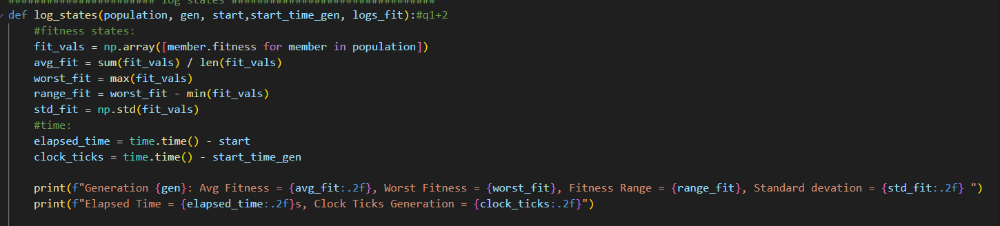 ####################### log states ################################
def log_states(population, gen, start,start_time_gen, logs_fit):#q1+2
    #fitness states:
    fit_vals = np.array([member.fitness for member in population])
    avg_fit = sum(fit_vals) / len(fit_vals)
    worst_fit = max(fit_vals)
    range_fit = worst_fit - min(fit_vals)
    std_fit = np.std(fit_vals)
    #time:
    elapsed_time = time.time() - start
    clock_ticks = time.time() - start_time_gen
    print(f"Generation {gen}: Avg Fitness = {avg_fit:.2f}, Worst Fitness = {worst_fit}, Fitness Range = {range_fit}, Standard devation = {std_fit:.2f} ")
    print(f"Elapsed Time = {elapsed_time:.2f}s, Clock Ticks Generation = {clock_ticks:.2f}")